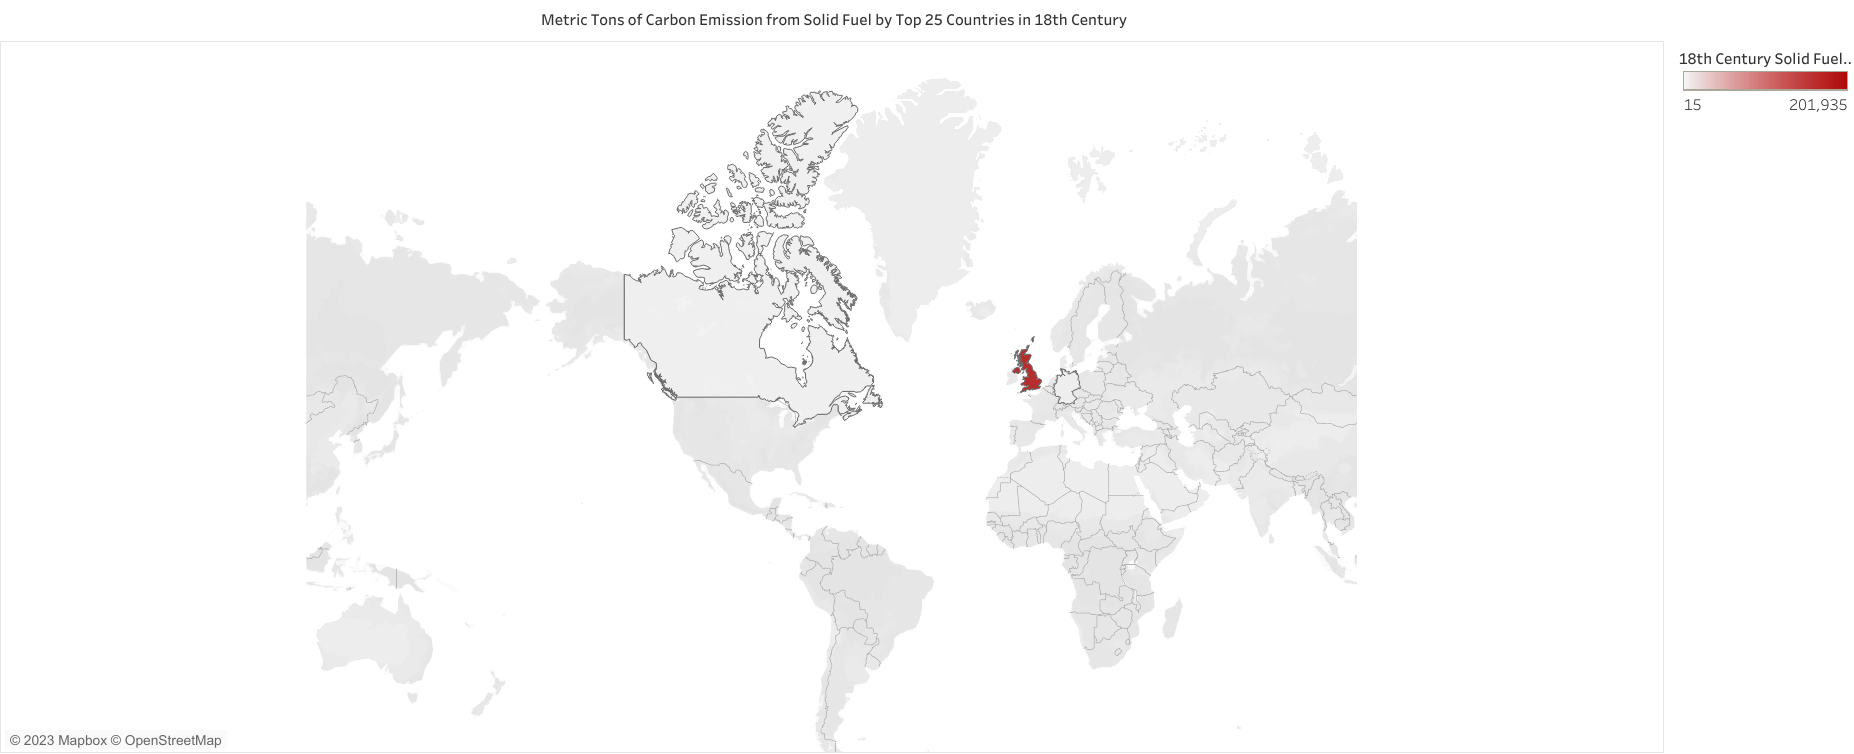 Metric Tons of Carbon Emission from Solid Fuel by Top 25 Countries in 18th Century
18th Century Solid Fuel..
15 201,935
© 2023 Mapbox © OpenStreetMap